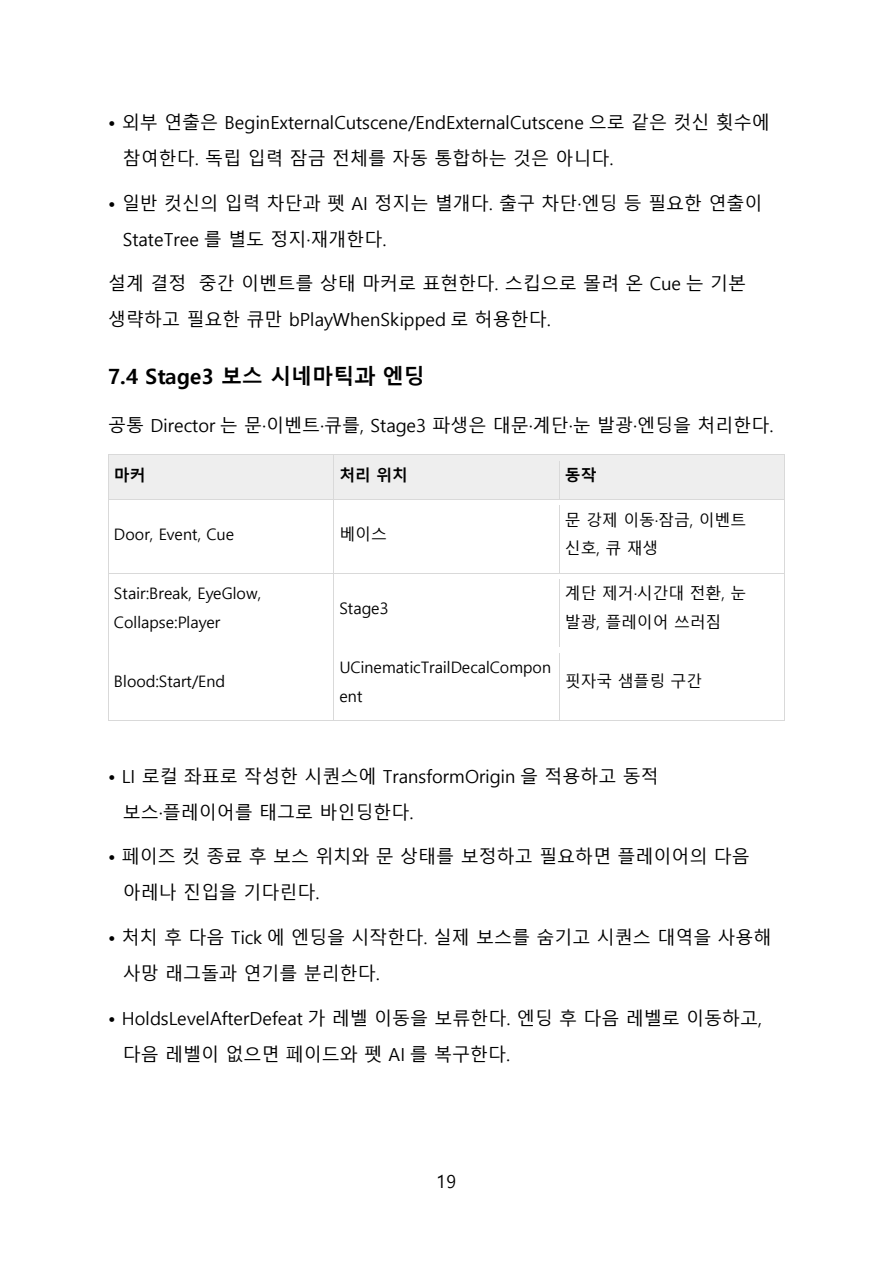 • 외부 연출은 BeginExternalCutscene/EndExternalCutscene 으로 같은 컷신 횟수에
참여한다. 독립 입력 잠금 전체를 자동 통합하는 것은 아니다.
• 일반 컷신의 입력 차단과 펫 AI 정지는 별개다. 출구 차단·엔딩 등 필요한 연출이
StateTree 를 별도 정지·재개한다.
설계 결정  중간 이벤트를 상태 마커로 표현한다. 스킵으로 몰려 온 Cue 는 기본
생략하고 필요한 큐만 bPlayWhenSkipped 로 허용한다.
7.4 Stage3 보스 시네마틱과 엔딩
공통 Director 는 문·이벤트·큐를, Stage3 파생은 대문·계단·눈 발광·엔딩을 처리한다.
마커 처리 위치 동작
Door, Event, Cue 베이스 문 강제 이동·잠금, 이벤트
신호, 큐 재생
Stair:Break, EyeGlow,
Collapse:Player
Stage3
계단 제거·시간대 전환, 눈
발광, 플레이어 쓰러짐
Blood:Start/End
UCinematicTrailDecalCompon
ent
핏자국 샘플링 구간
• LI 로컬 좌표로 작성한 시퀀스에 TransformOrigin 을 적용하고 동적
보스·플레이어를 태그로 바인딩한다.
• 페이즈 컷 종료 후 보스 위치와 문 상태를 보정하고 필요하면 플레이어의 다음
아레나 진입을 기다린다.
• 처치 후 다음 Tick 에 엔딩을 시작한다. 실제 보스를 숨기고 시퀀스 대역을 사용해
사망 래그돌과 연기를 분리한다.
• HoldsLevelAfterDefeat 가 레벨 이동을 보류한다. 엔딩 후 다음 레벨로 이동하고,
다음 레벨이 없으면 페이드와 펫 AI 를 복구한다.
19